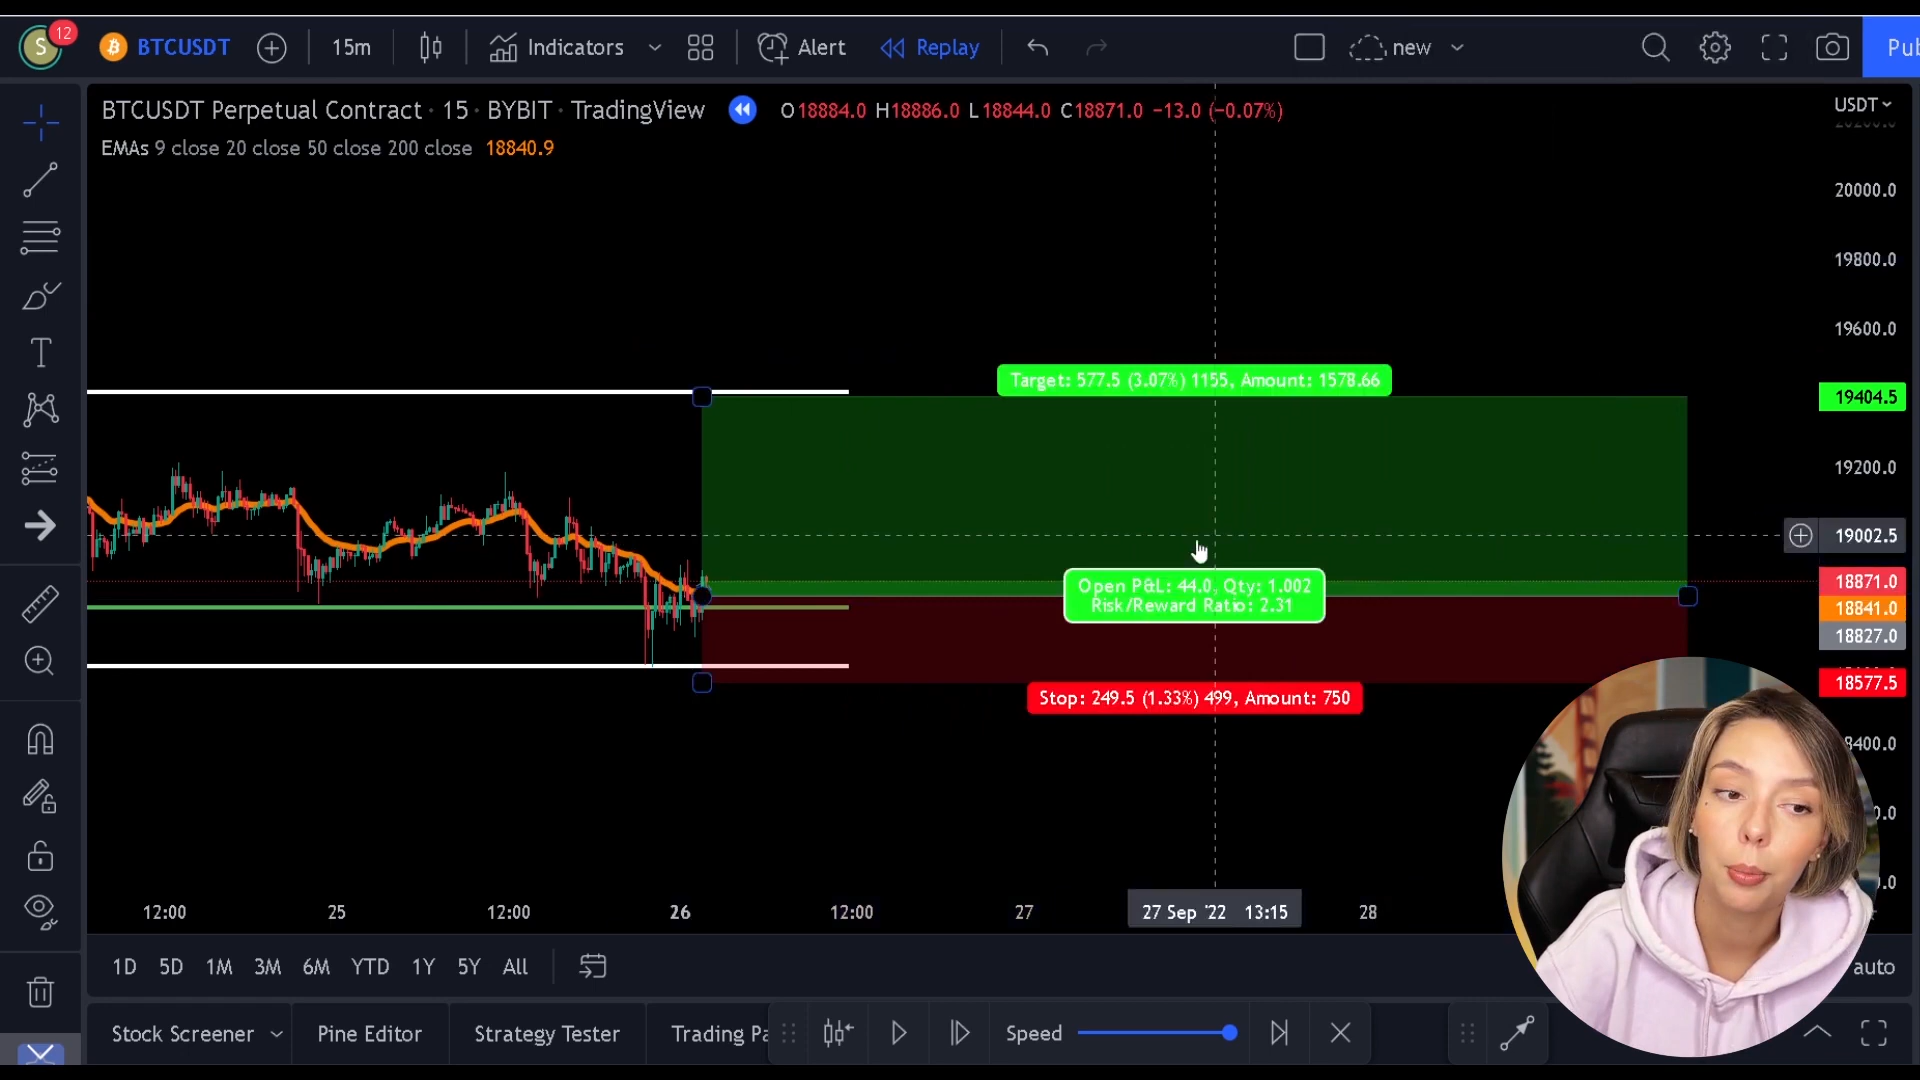 S
12
BTCUSDT
15m
Indicators
Alert
Replay
new
Pub
BTCUSDT Perpetual Contract · 15 · BYBIT · TradingView
O18884.0 H18886.0 L18844.0 C18871.0 −13.0 (−0.07%)
USDT
EMAs 9 close 20 close 50 close 200 close 18840.9
20000.0
19800.0
19600.0
Target: 577.5 (3.07%) 1155, Amount: 1578.66
19404.5
19200.0
19002.5
Open P&L: 44.0, Qty: 1.002
Risk/Reward Ratio: 2.31
18871.0
18841.0
18827.0
18577.5
Stop: 249.5 (1.33%) 499, Amount: 750
8400.0
12:00
25
12:00
26
12:00
27
27 Sep '22 13:15
28
1D
5D
1M
3M
6M
YTD
1Y
5Y
All
auto
Stock Screener
Pine Editor
Strategy Tester
Trading Pa
Speed